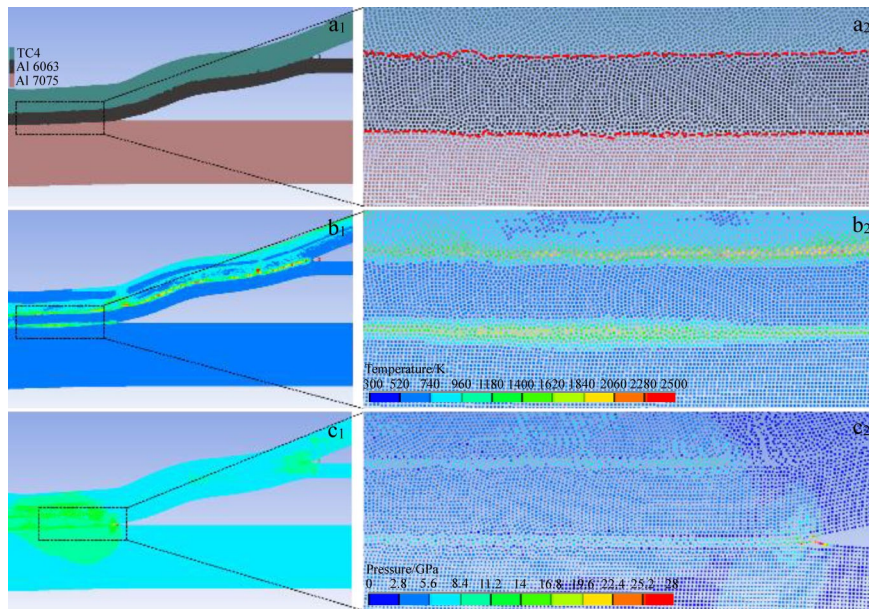 a1
a2
TC4
Al 6063
Al 7075
b1
b2
Temperature/K
300 520 740 960 1180 1400 1620 1840 2060 2280 2500
c1
c2
Pressure/GPa
0 2.8 5.6 8.4 11.2 14 16.8 19.6 22.4 25.2 28